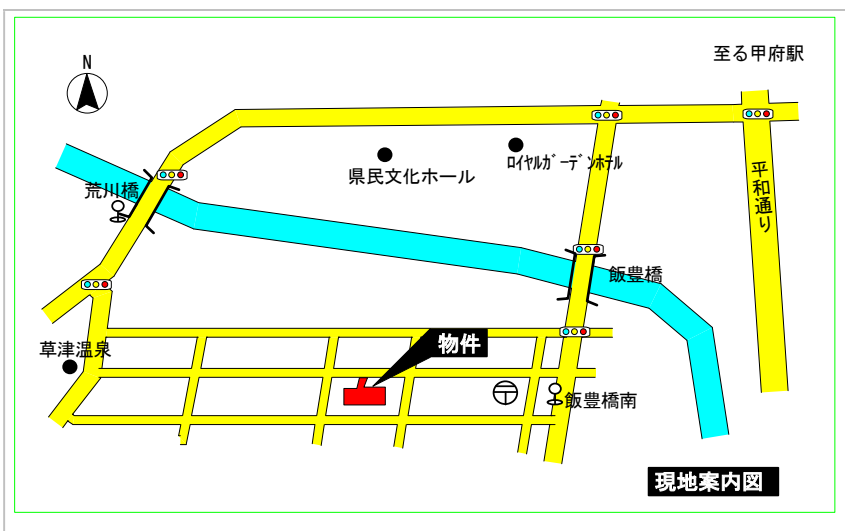 至る甲府駅
N
ロイヤルガーデンホテル
県民文化ホール
平和通り
荒川橋
飯豊橋
物件
草津温泉
飯豊橋南
現地案内図